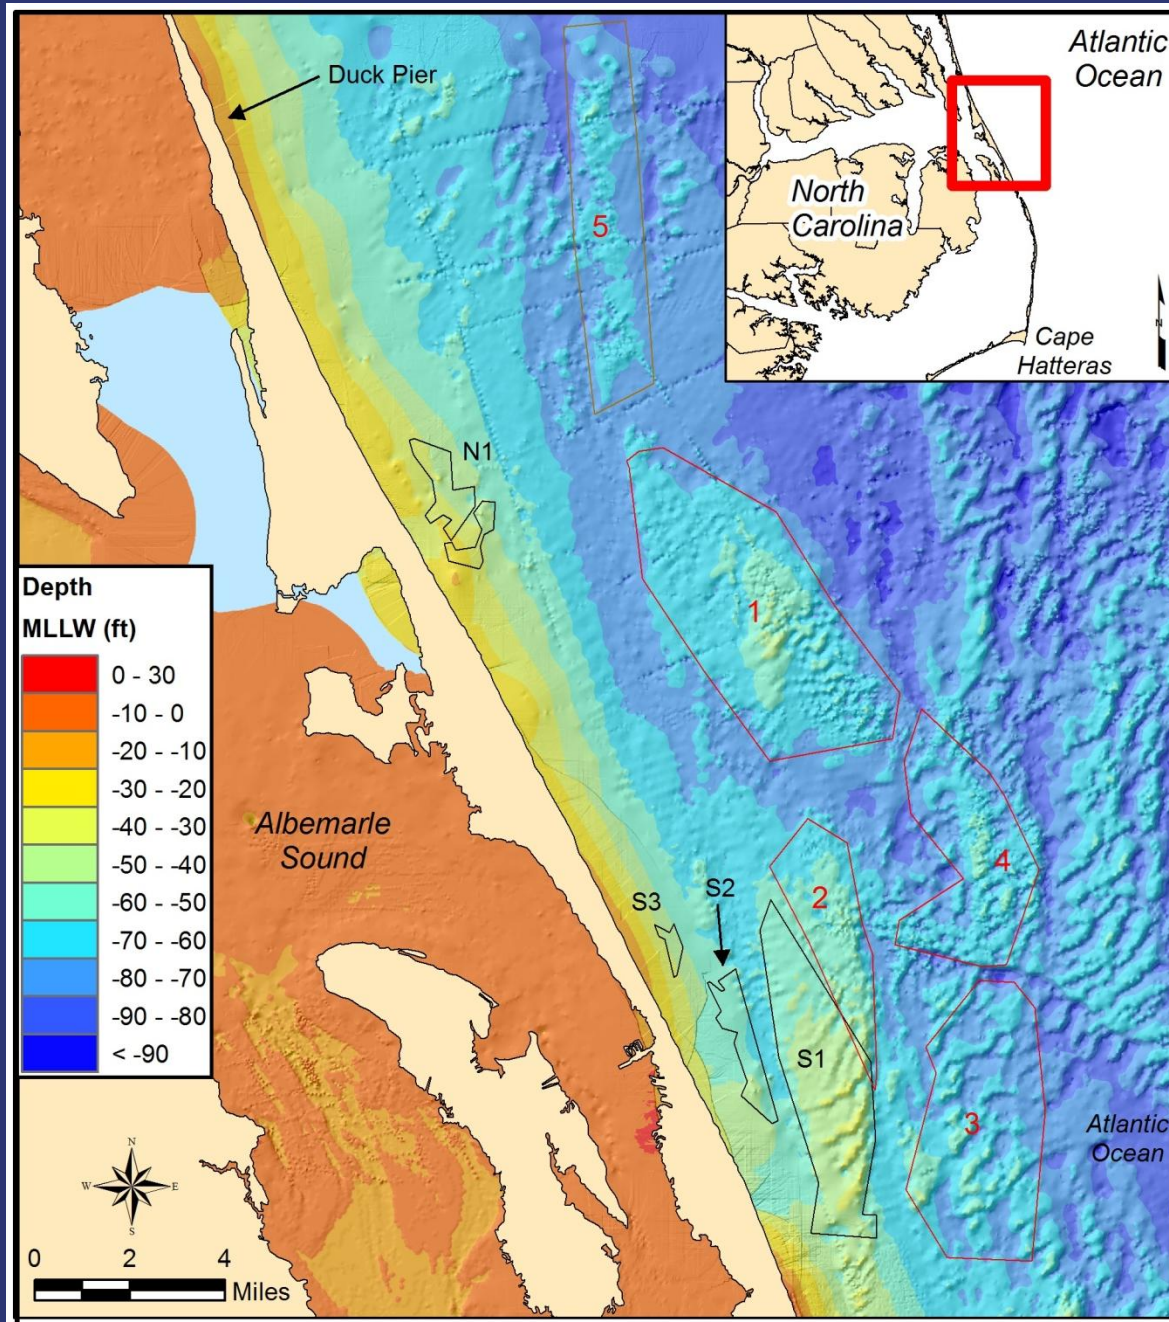 Duck Pier
Atlantic
Ocean
North
Carolina
Cape
Hatteras
N
5
N1
1
Depth
MLLW (ft)
0 - 30
-10 - 0
-20 - -10
-30 - -20
-40 - -30
-50 - -40
-60 - -50
-70 - -60
-80 - -70
-90 - -80
< -90
Albemarle
Sound
4
2
S2
S3
S1
3
Atlantic
Ocean
N
W E
S
0 2 4
Miles